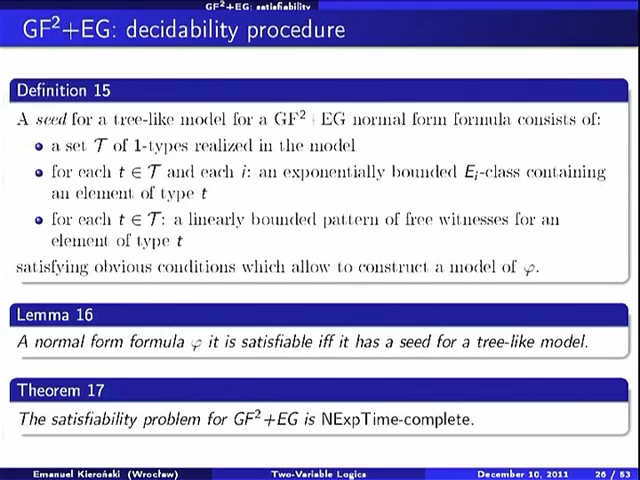 GF²+EG: satisfiability
GF²+EG: decidability procedure
Definition 15
A seed for a tree-like model for a GF²+EG normal form formula consists of:
a set 𝒯 of 1-types realized in the model
for each t ∈ 𝒯 and each i: an exponentially bounded Eᵢ-class containing
an element of type t
for each t ∈ 𝒯: a linearly bounded pattern of free witnesses for an
element of type t
satisfying obvious conditions which allow to construct a model of φ.
Lemma 16
A normal form formula φ it is satisfiable iff it has a seed for a tree-like model.
Theorem 17
The satisfiability problem for GF²+EG is NExpTime-complete.
Emanuel Kieroński (Wrocław) Two-Variable Logics December 10, 2011 26 / 53